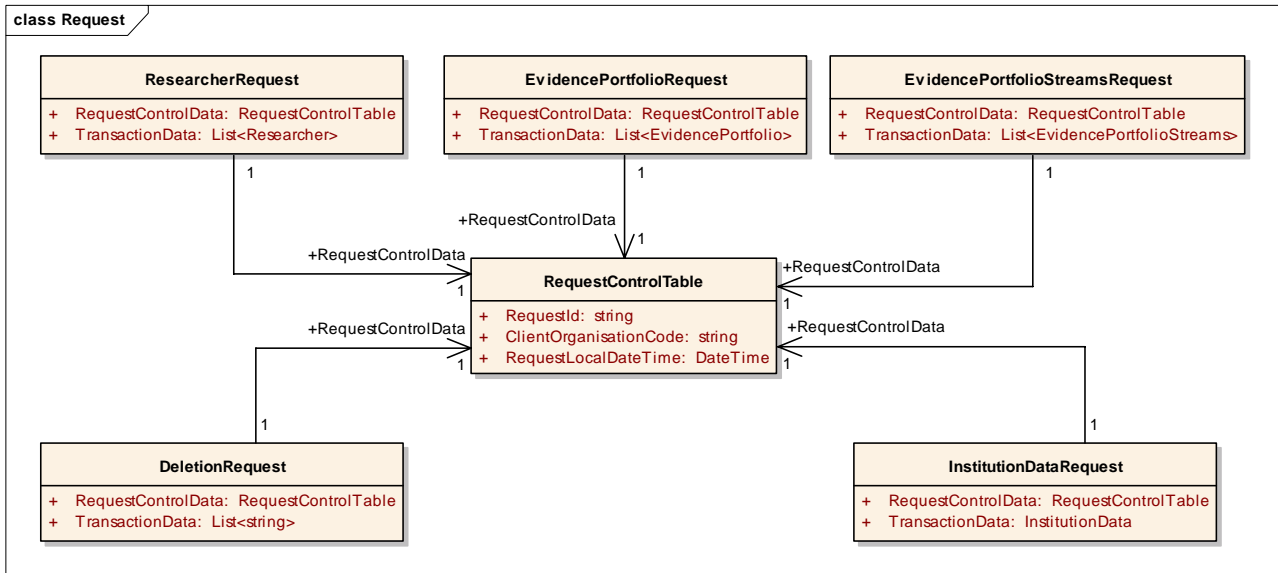 class Request
ResearcherRequest
+ RequestControlData: RequestControlTable
+ TransactionData: List<Researcher>
EvidencePortfolioRequest
+ RequestControlData: RequestControlTable
+ TransactionData: List<EvidencePortfolio>
EvidencePortfolioStreamsRequest
+ RequestControlData: RequestControlTable
+ TransactionData: List<EvidencePortfolioStreams>
1
1
1
+RequestControlData
1
+RequestControlData
1
+RequestControlData
1
RequestControlTable
+ RequestId: string
+ ClientOrganisationCode: string
+ RequestLocalDateTime: DateTime
+RequestControlData
1
+RequestControlData
1
1
1
DeletionRequest
+ RequestControlData: RequestControlTable
+ TransactionData: List<string>
InstitutionDataRequest
+ RequestControlData: RequestControlTable
+ TransactionData: InstitutionData